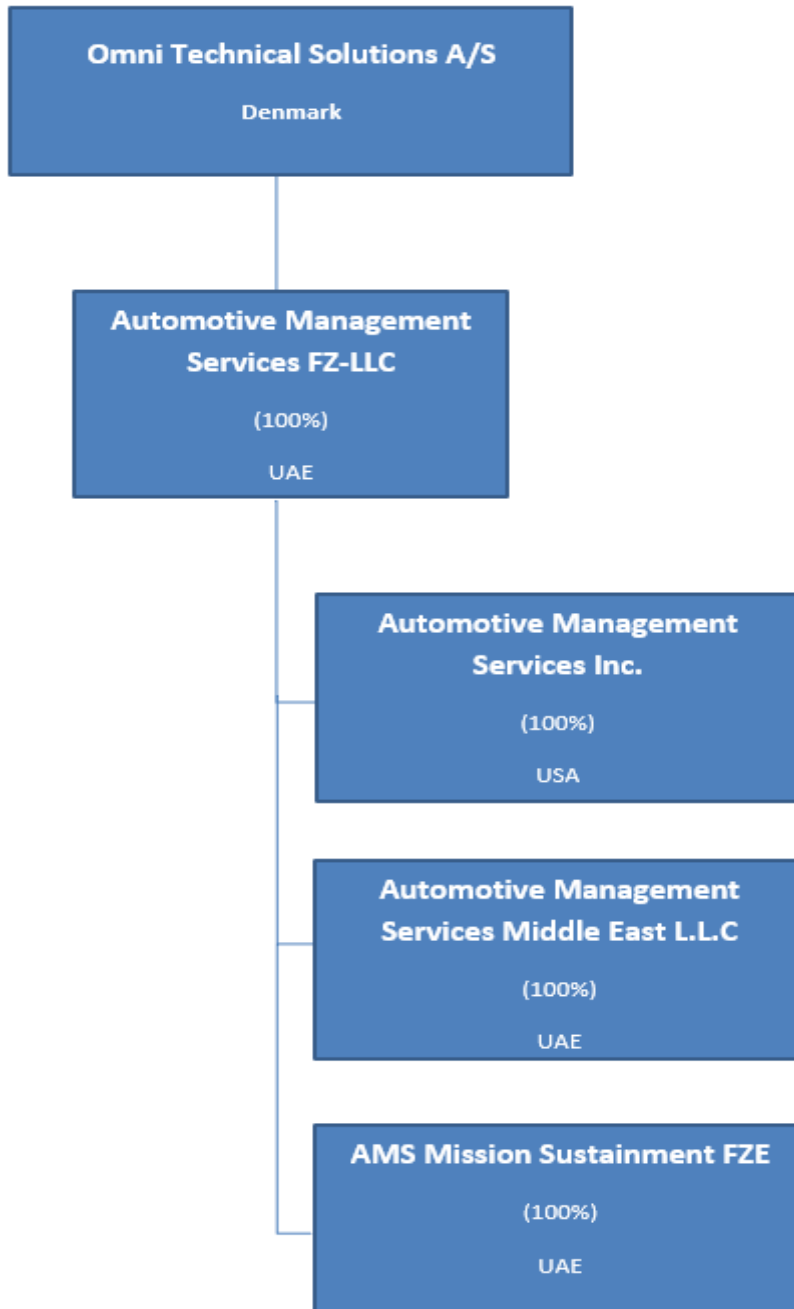 Omni Technical Solutions A/S
Denmark
Automotive Management
Services FZ-LLC
(100%)
UAE
Automotive Management
Services Inc.
(100%)
USA
Automotive Management
Services Middle East L.L.C
(100%)
UAE
AMS Mission Sustainment FZE
(100%)
UAE